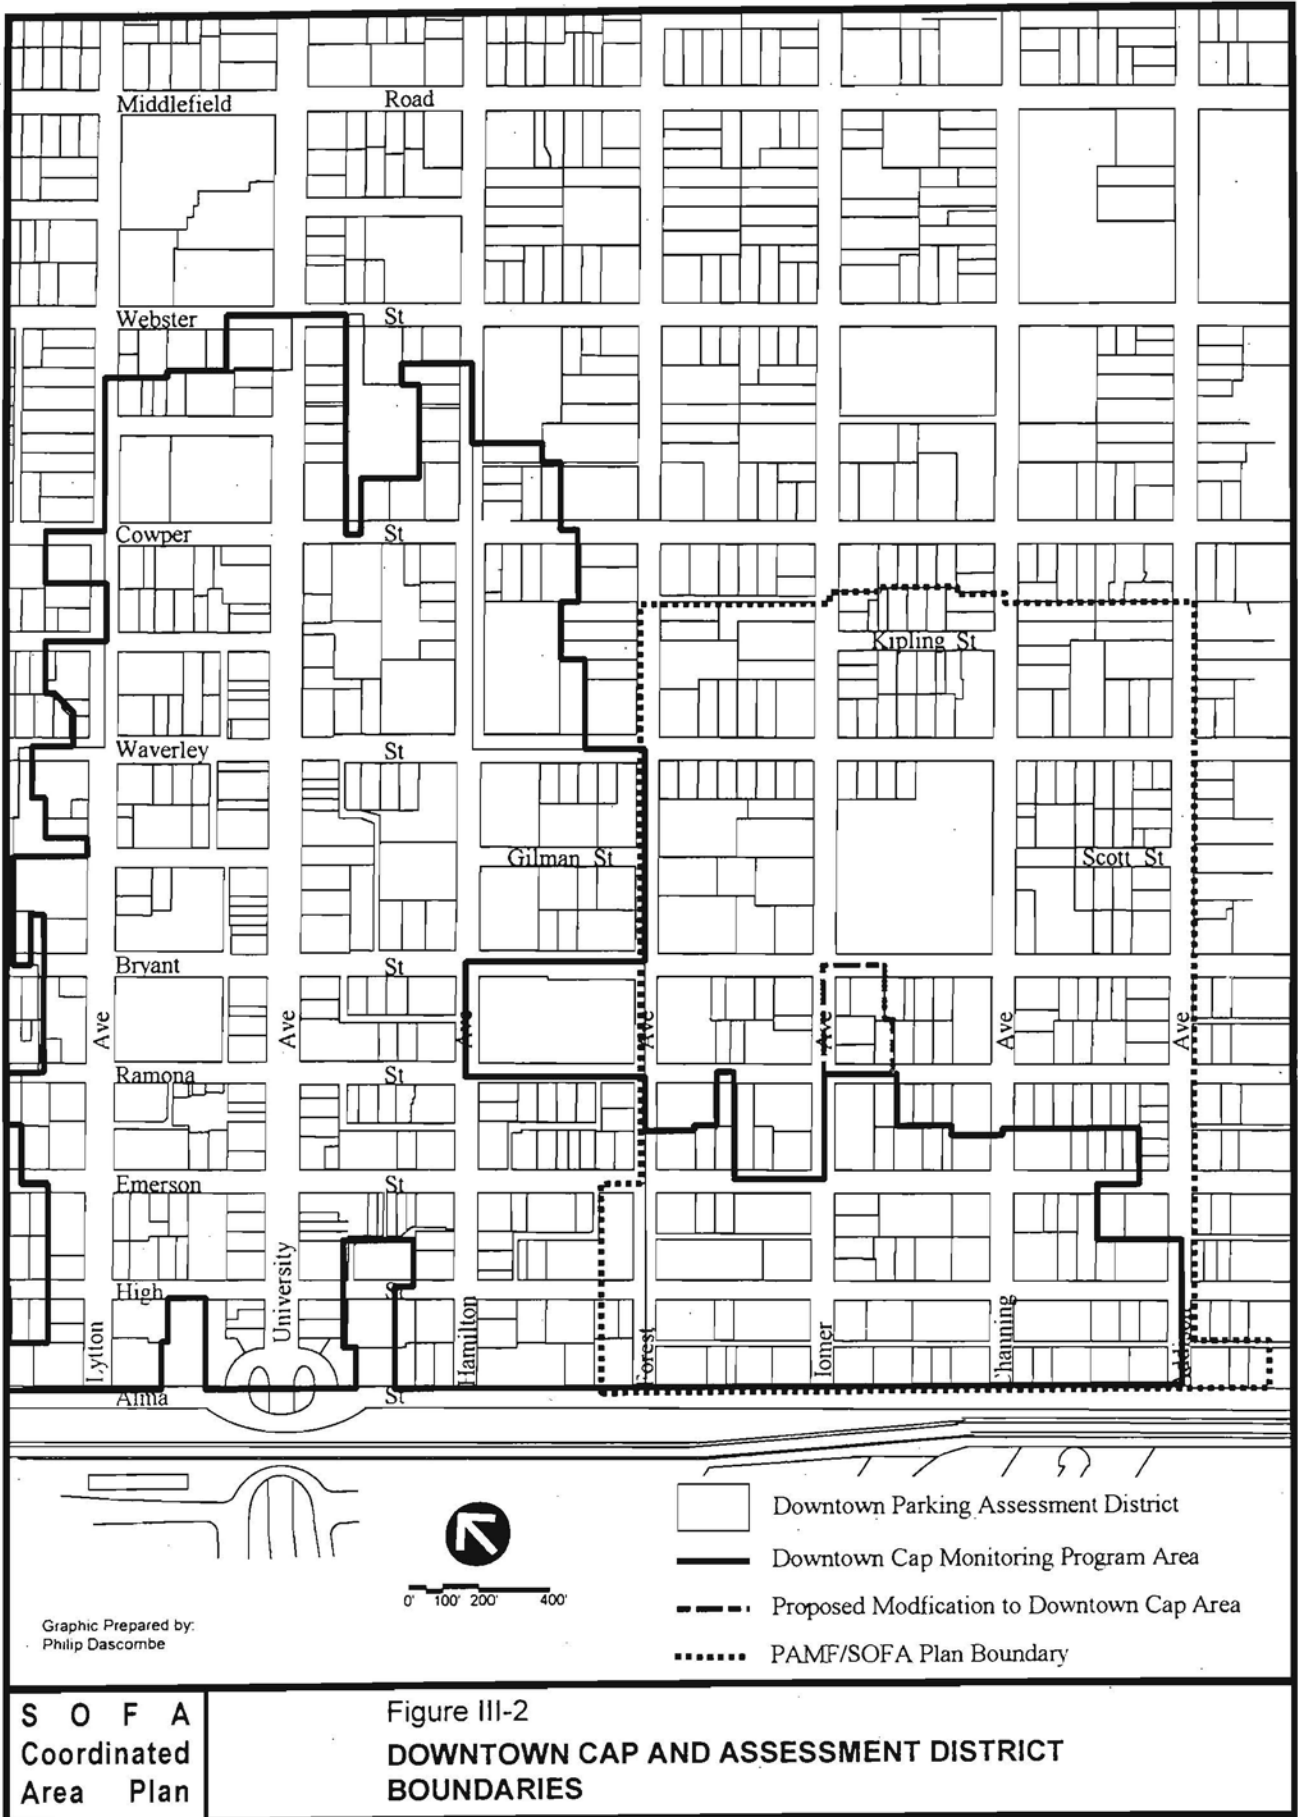 Middlefield Road
Webster St
Cowper St
Kipling St
Waverley St
Gilman St
Scott St
Bryant St
Ave
Ave
Ave
Ave
Ave
Ave
Ave
Ramona St
Emerson St
University
High St
Lytton
Hamilton
Forest
Homer
Channing
Addison
Alma St
Downtown Parking Assessment District
Downtown Cap Monitoring Program Area
0' 100' 200' 400'
Proposed Modfication to Downtown Cap Area
Graphic Prepared by:
Philip Dascombe
PAMF/SOFA Plan Boundary
S O F A
Coordinated
Area Plan
Figure III-2
DOWNTOWN CAP AND ASSESSMENT DISTRICT
BOUNDARIES